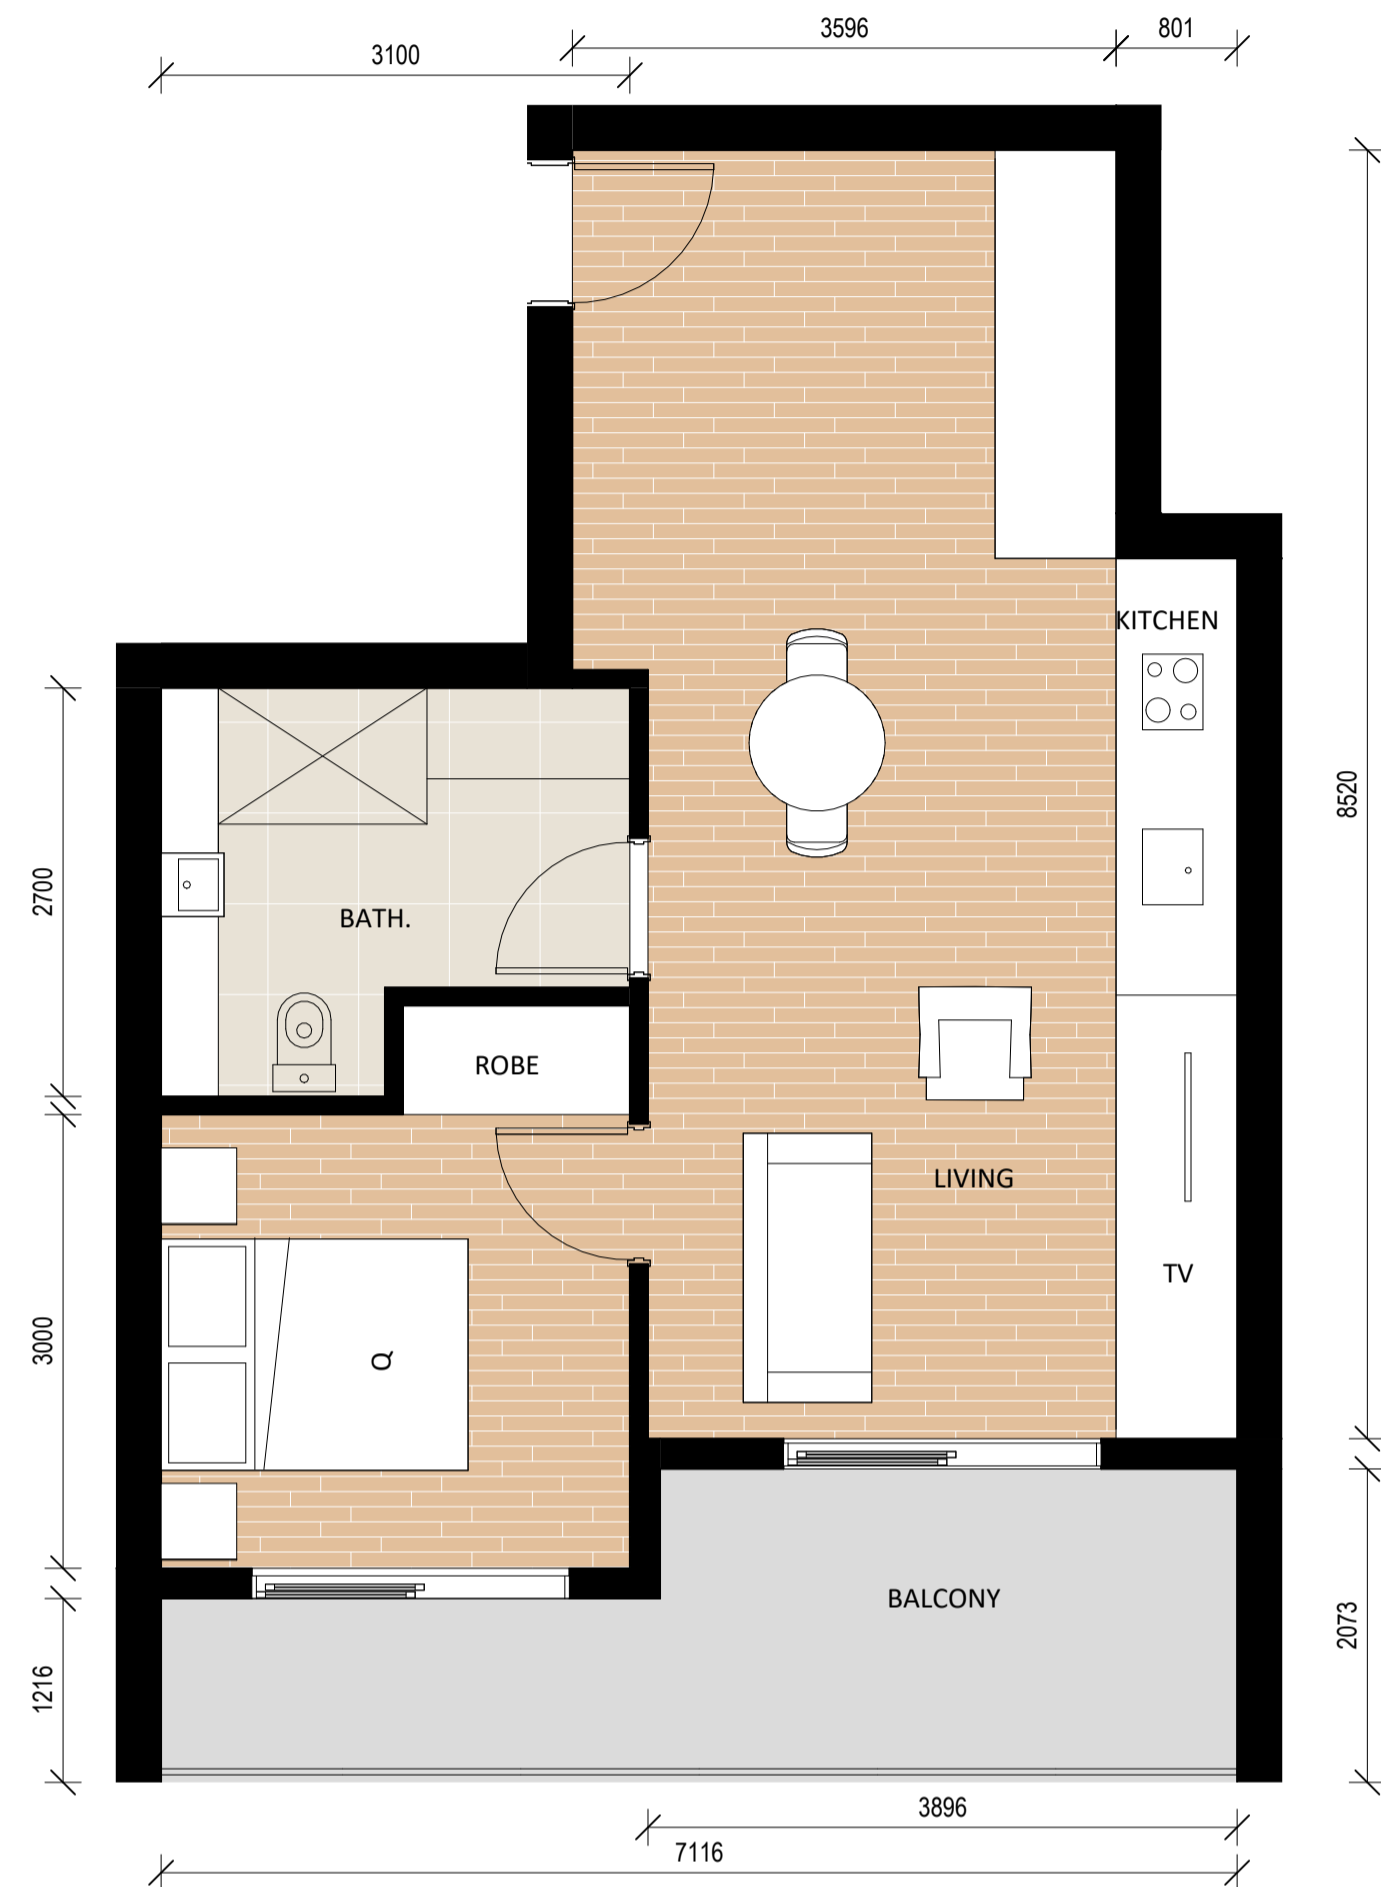 3596
801
3100
KITCHEN
8520
2700
BATH.
ROBE
LIVING
TV
3000
Q
BALCONY
2073
1216
3896
7116